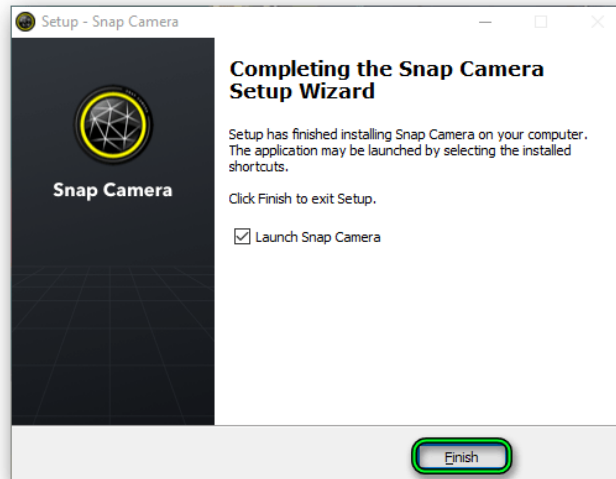 Setup - Snap Camera
Completing the Snap Camera
Setup Wizard
Setup has finished installing Snap Camera on your computer.
The application may be launched by selecting the installed
shortcuts.
Click Finish to exit Setup.
Launch Snap Camera
Snap Camera
Finish